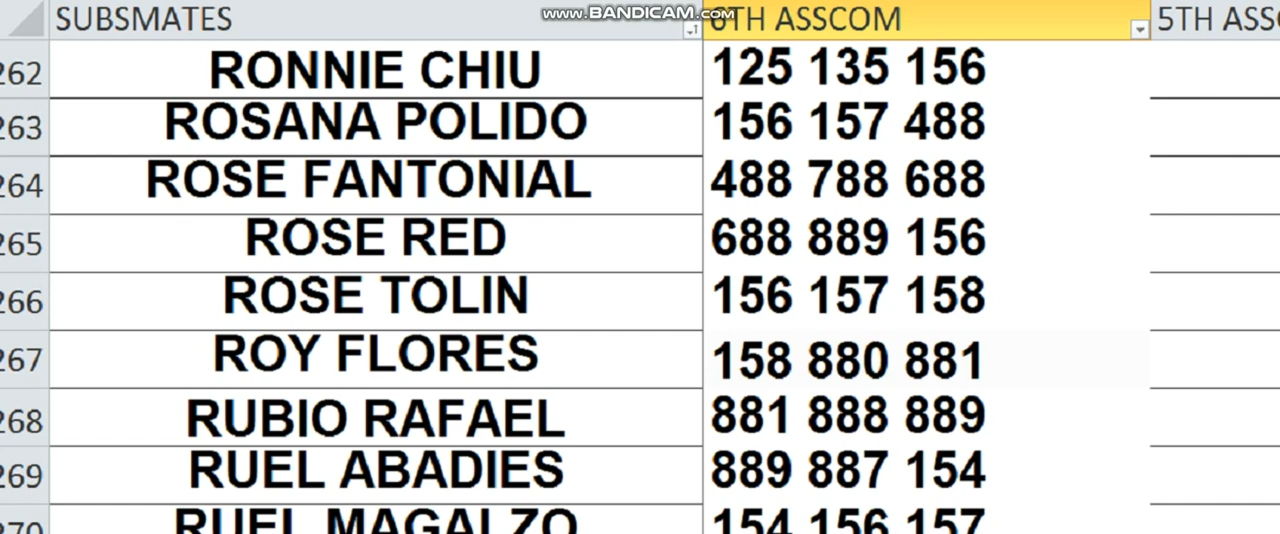 www.BANDICAM.com
SUBSMATES 6TH ASSCOM 5TH
262 RONNIE CHIU 125 135 156
263 ROSANA POLIDO 156 157 488
264 ROSE FANTONIAL 488 788 688
265 ROSE RED 688 889 156
266 ROSE TOLIN 156 157 158
267 ROY FLORES 158 880 881
268 RUBIO RAFAEL 881 888 889
269 RUEL ABADIES 889 887 154
270 RUEL MAGALZO 154 156 157